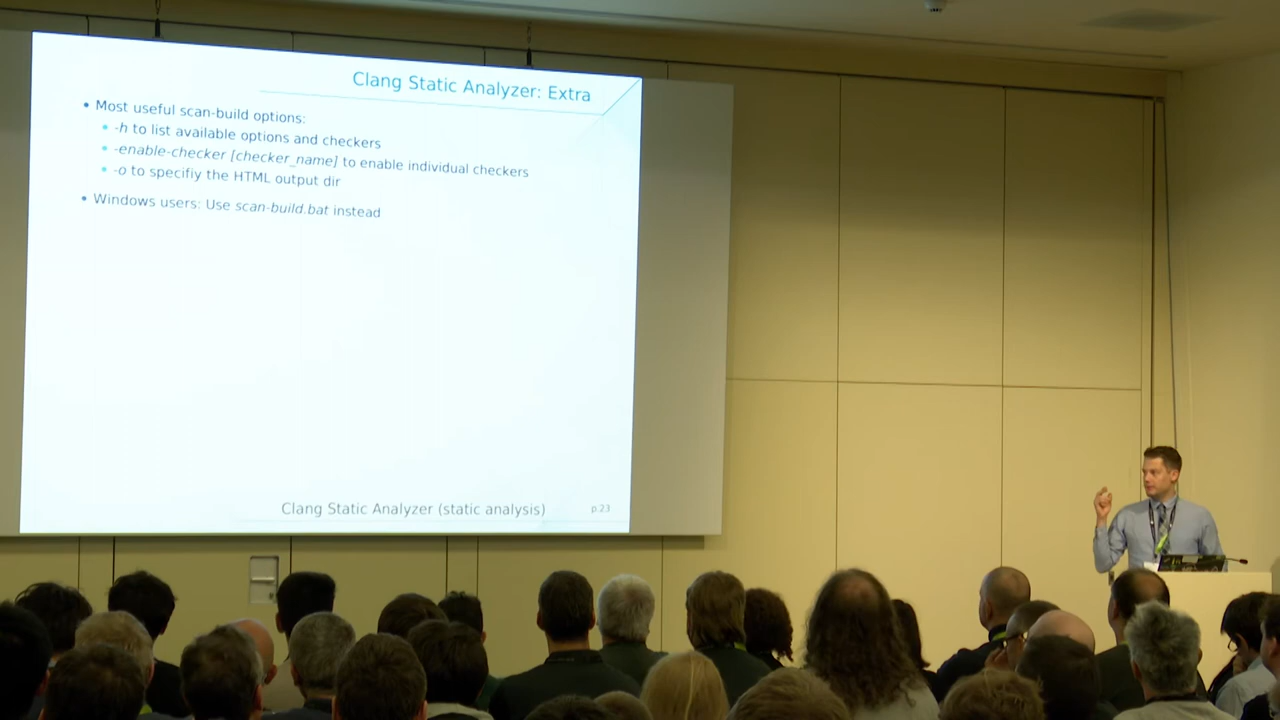 Clang Static Analyzer: Extra
• Most useful scan-build options:
• -h to list available options and checkers
• -enable-checker [checker_name] to enable individual checkers
• -o to specifiy the HTML output dir
• Windows users: Use scan-build.bat instead
Clang Static Analyzer (static analysis)
p.23